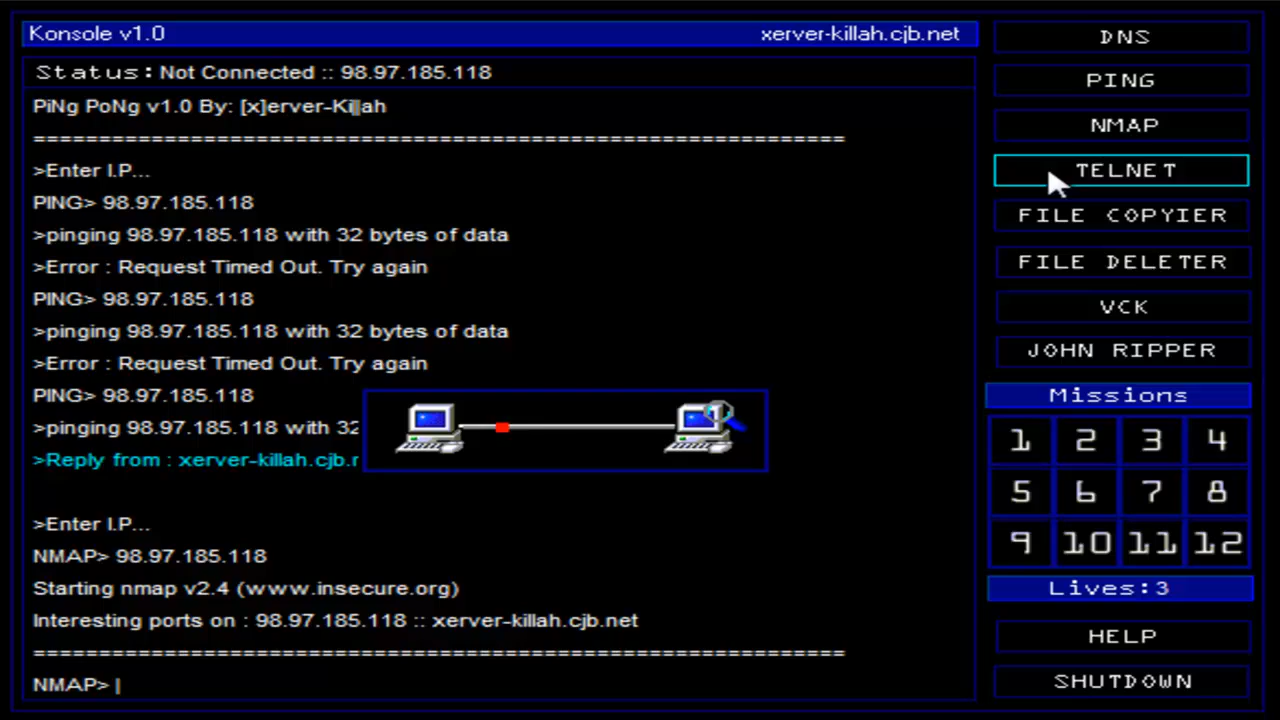 Konsole v1.0 xerver-killah.cjb.net
Status: Not Connected :: 98.97.185.118
PiNg PoNg v1.0 By: [x]erver-Killah
==============================================================
>Enter I.P...
PING> 98.97.185.118
>pinging 98.97.185.118 with 32 bytes of data
>Error : Request Timed Out. Try again
PING> 98.97.185.118
>pinging 98.97.185.118 with 32 bytes of data
>Error : Request Timed Out. Try again
PING> 98.97.185.118
>pinging 98.97.185.118 with 32
>Reply from : xerver-killah.cjb.r
>Enter I.P...
NMAP> 98.97.185.118
Starting nmap v2.4 (www.insecure.org)
Interesting ports on : 98.97.185.118 :: xerver-killah.cjb.net
==============================================================
NMAP> |
DNS
PING
NMAP
TELNET
FILE COPYIER
FILE DELETER
VCK
JOHN RIPPER
Missions
1 2 3 4
5 6 7 8
9 10 11 12
Lives:3
HELP
SHUTDOWN